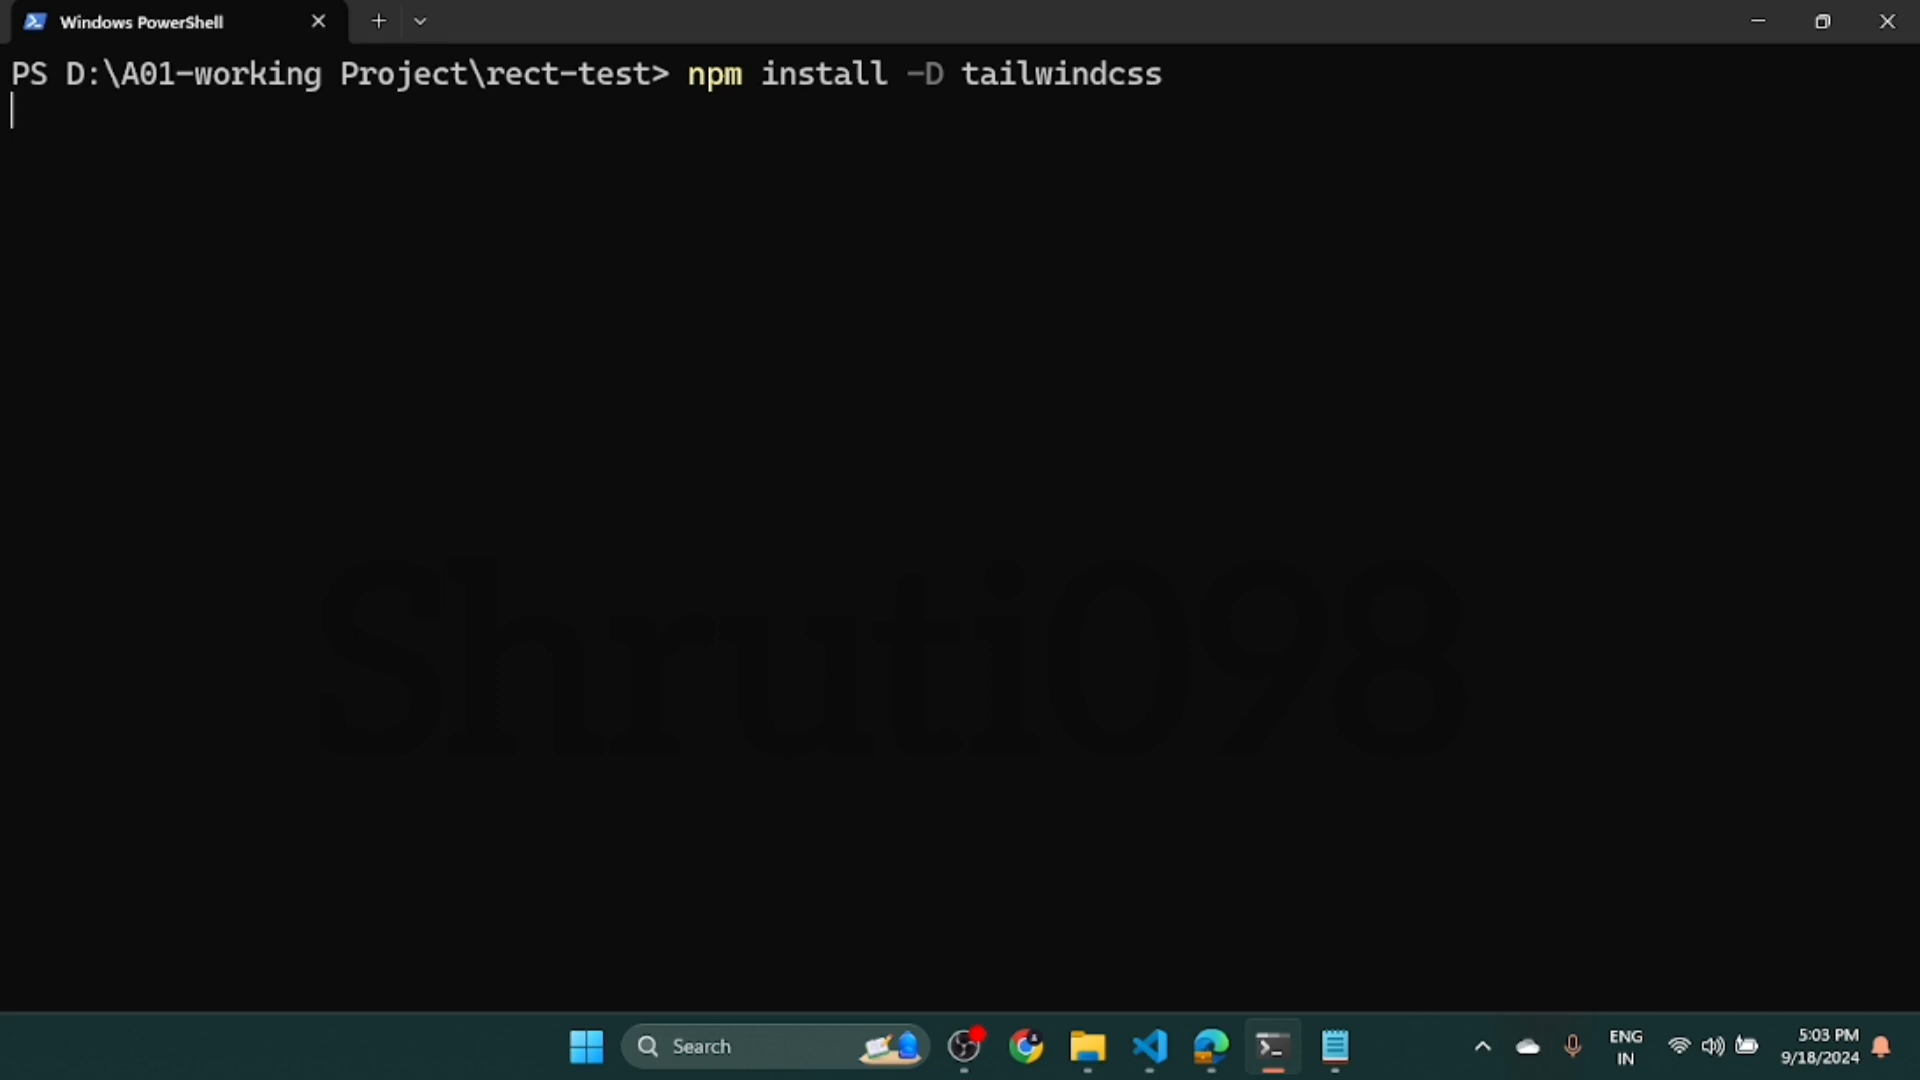 Windows PowerShell
PS D:\A01-working Project\rect-test> npm install -D tailwindcss
Shruti098
Search
ENG
IN
5:03 PM
9/18/2024